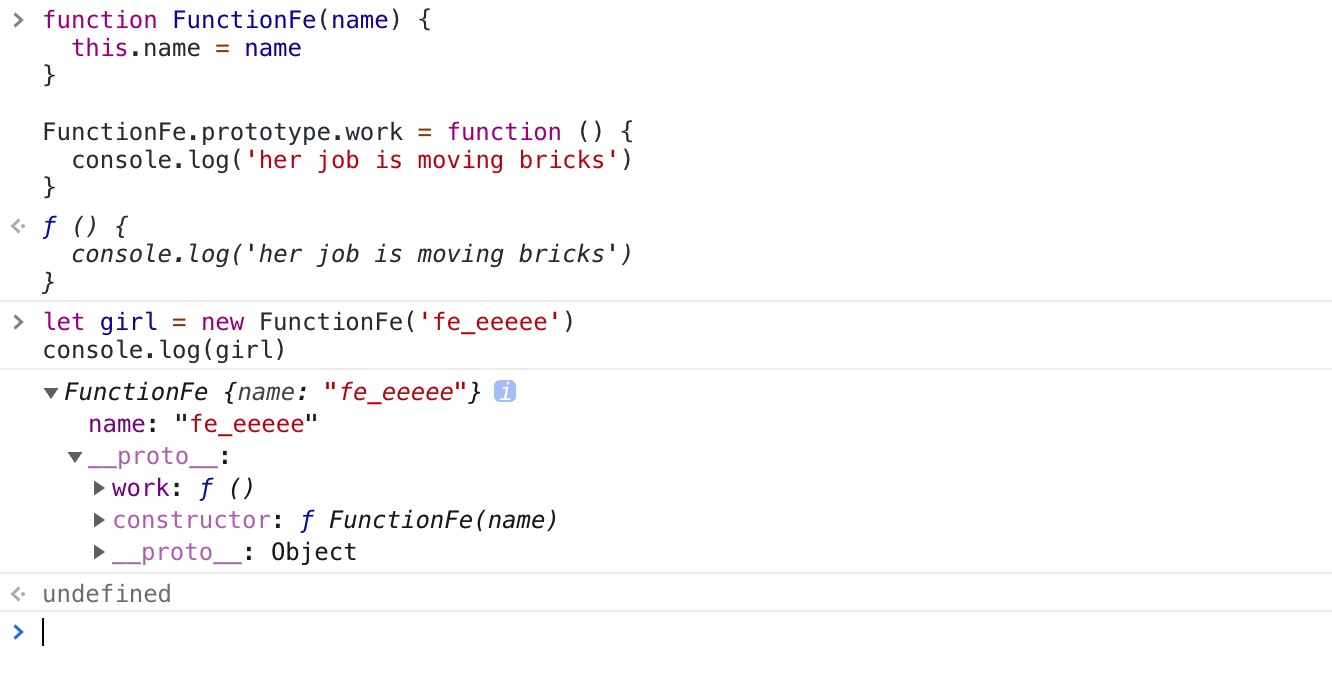 > function FunctionFe(name) {
  this.name = name
}
FunctionFe.prototype.work = function () {
  console.log('her job is moving bricks')
}
ƒ () {
  console.log('her job is moving bricks')
}
> let girl = new FunctionFe('fe_eeeee')
console.log(girl)
▼FunctionFe {name: "fe_eeeee"} i
name: "fe_eeeee"
▼__proto__:
▶work: ƒ ()
▶constructor: ƒ FunctionFe(name)
▶__proto__: Object
undefined
>